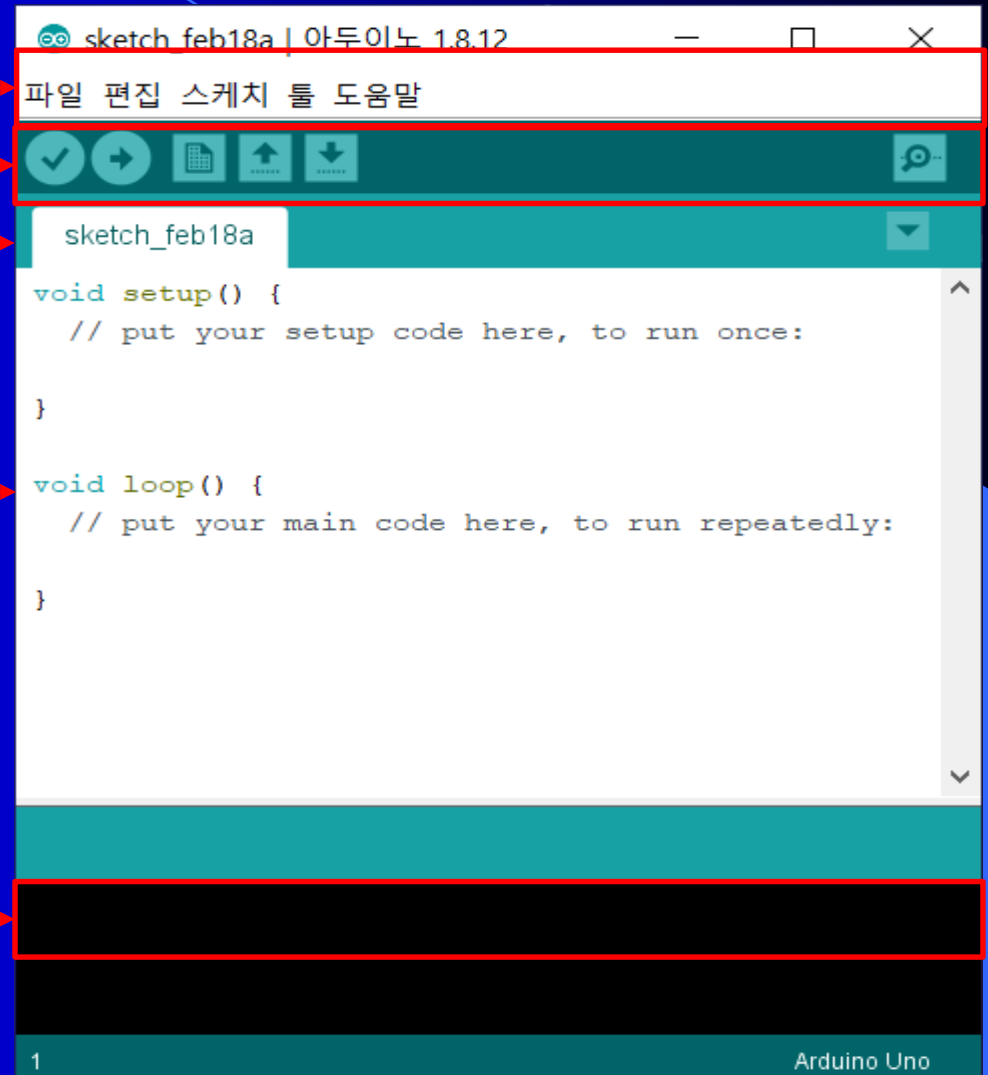 sketch_feb18a | 아두이노 1.8.12
파일 편집 스케치 툴 도움말
sketch_feb18a
void setup() {
  // put your setup code here, to run once:
}
void loop() {
  // put your main code here, to run repeatedly:
}
1 Arduino Uno